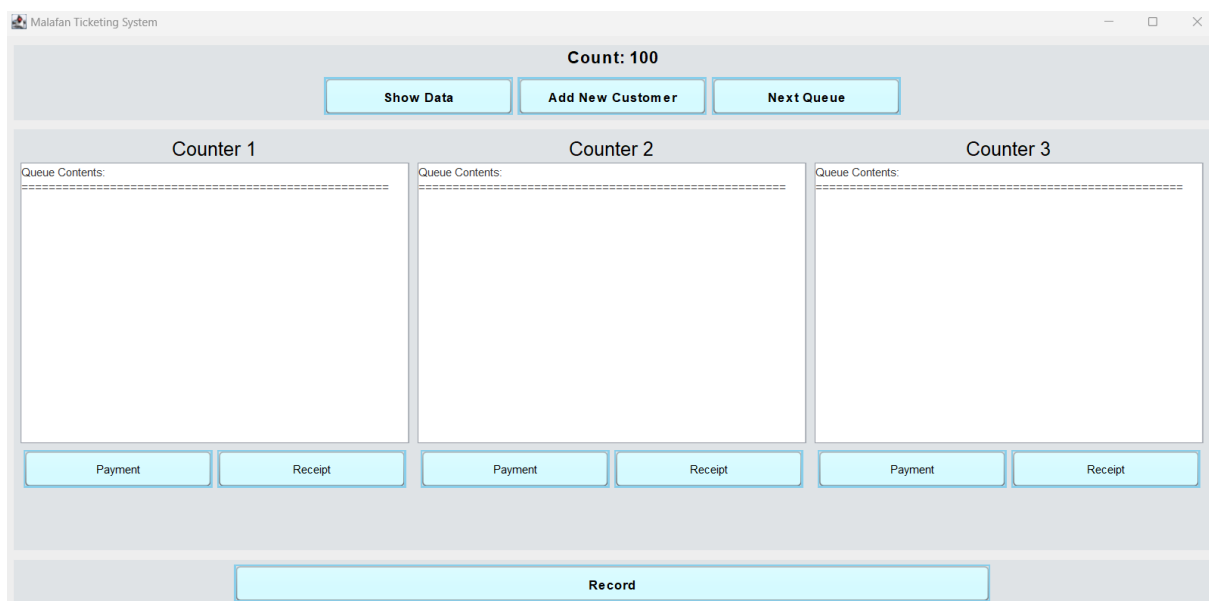 Malafan Ticketing System
Count: 100
Show Data Add New Customer Next Queue
Counter 1 Counter 2 Counter 3
Queue Contents: Queue Contents: Queue Contents:
====================================================== ====================================================== ======================================================
Payment Receipt Payment Receipt Payment Receipt
Record